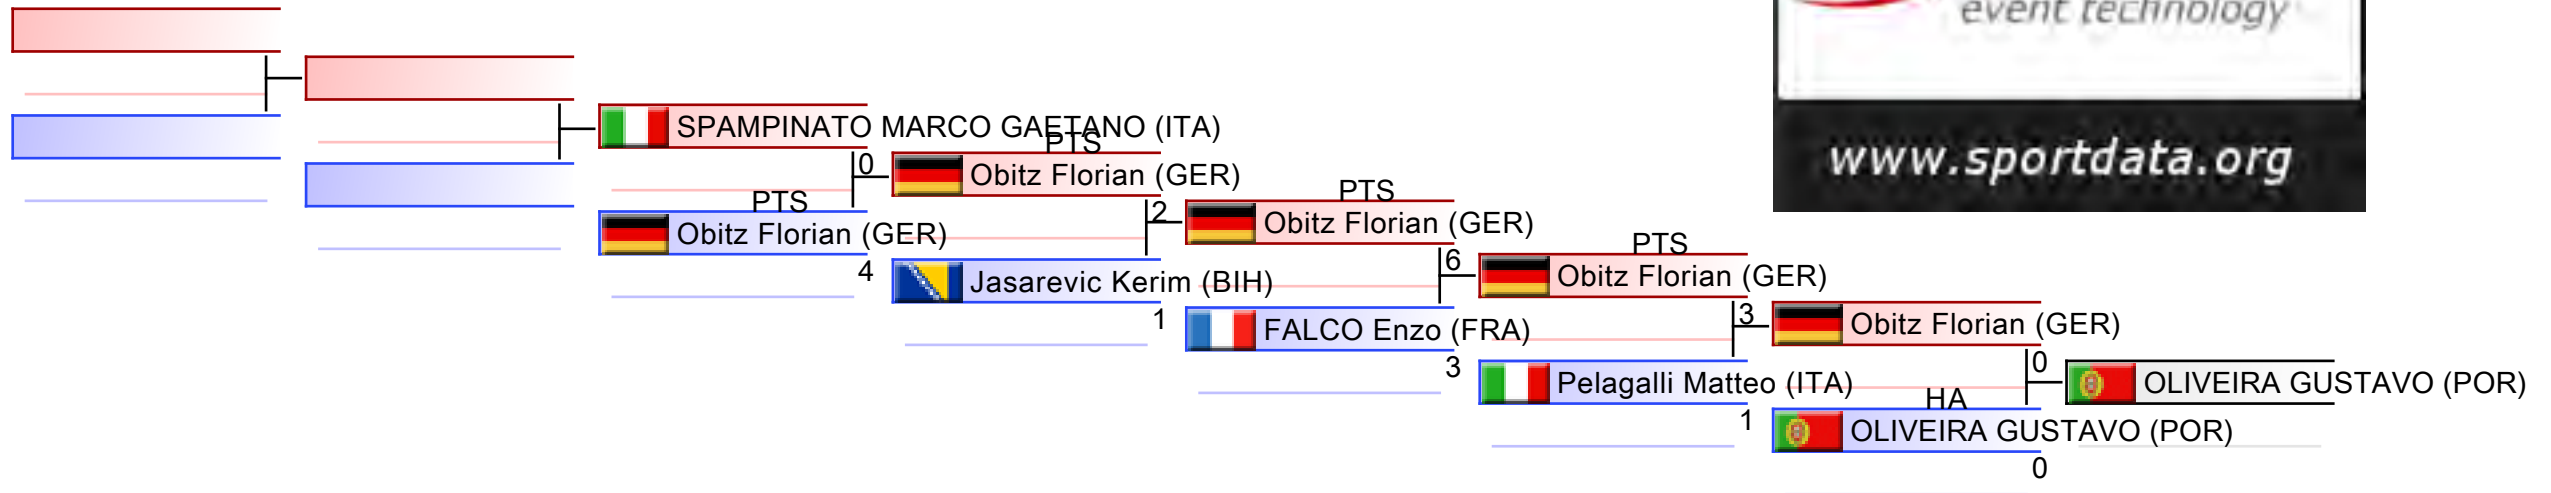 event technology
www.sportdata.org
SPAMPINATO MARCO GAETANO (ITA)
0
PTS
Obitz Florian (GER)
4
PTS
Obitz Florian (GER)
2
Jasarevic Kerim (BIH)
1
PTS
Obitz Florian (GER)
6
FALCO Enzo (FRA)
3
PTS
Obitz Florian (GER)
3
Pelagalli Matteo (ITA)
1
Obitz Florian (GER)
0
HA
OLIVEIRA GUSTAVO (POR)
0
OLIVEIRA GUSTAVO (POR)